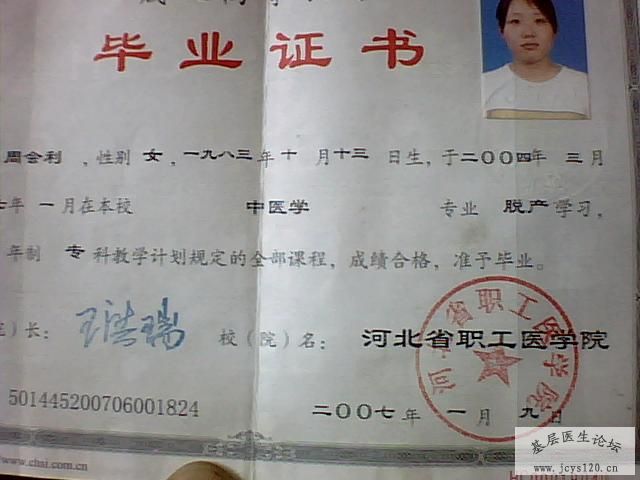 毕业证书
周会利，性别 女，一九八三年 十 月十三 日生，于二〇〇四年 三月
年 一 月在本校 中医学 专业 脱产 学习，
年制 专 科教学计划规定的全部课程，成绩合格，准予毕业。
长： 校（院）名： 河北省职工医学院
河北省职工医学院
501445200706001824 二〇〇七年 一 月 九 日
www.chsi.com.cn
基层医生论坛
www.jcys120.cn